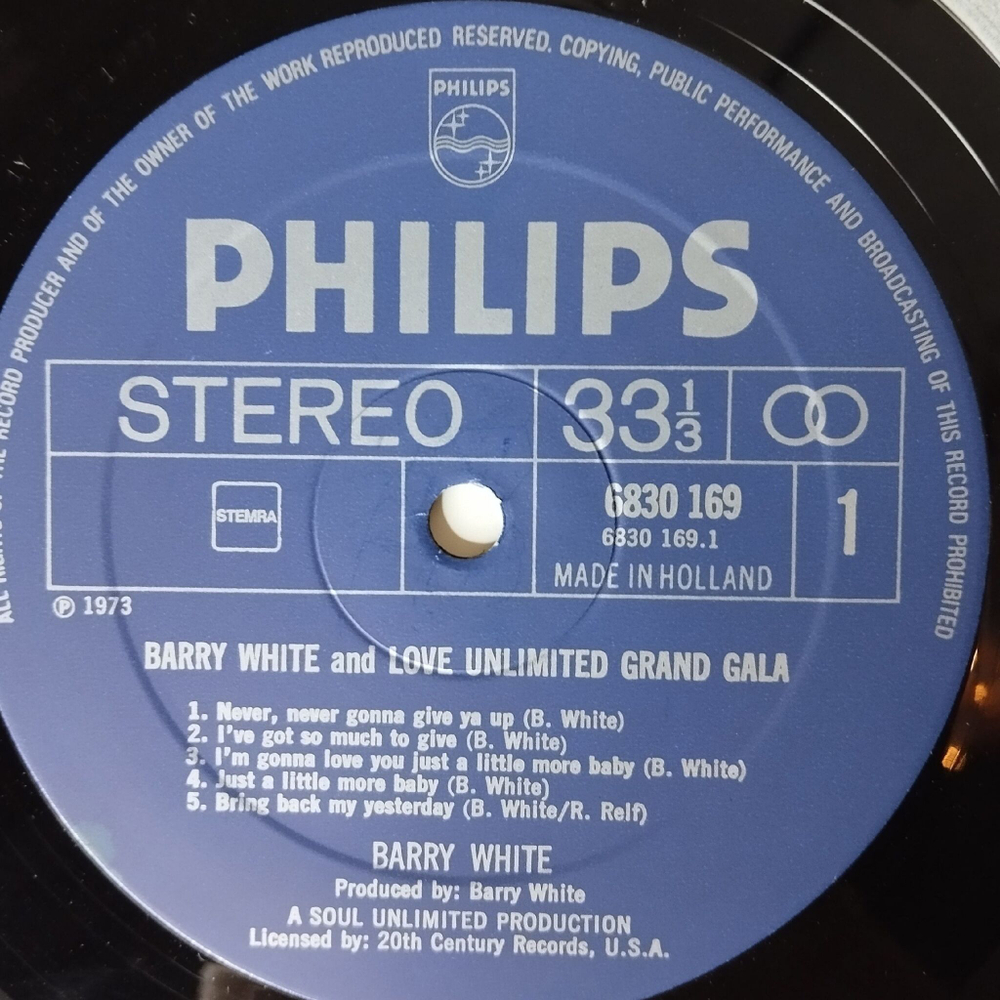 ALL RIGHTS OF THE RECORD PRODUCER AND OF THE OWNER OF THE WORK REPRODUCED RESERVED. COPYING, PUBLIC PERFORMANCE AND BROADCASTING OF THIS RECORD PROHIBITED
PHILIPS
PHILIPS
STEREO 33 1/3
STEMRA 6830 169 1
6830 169.1
MADE IN HOLLAND
℗ 1973
BARRY WHITE and LOVE UNLIMITED GRAND GALA
1. Never, never gonna give ya up (B. White)
2. I've got so much to give (B. White)
3. I'm gonna love you just a little more baby (B. White)
4. Just a little more baby (B. White)
5. Bring back my yesterday (B. White/R. Relf)
BARRY WHITE
Produced by: Barry White
A SOUL UNLIMITED PRODUCTION
Licensed by: 20th Century Records, U.S.A.